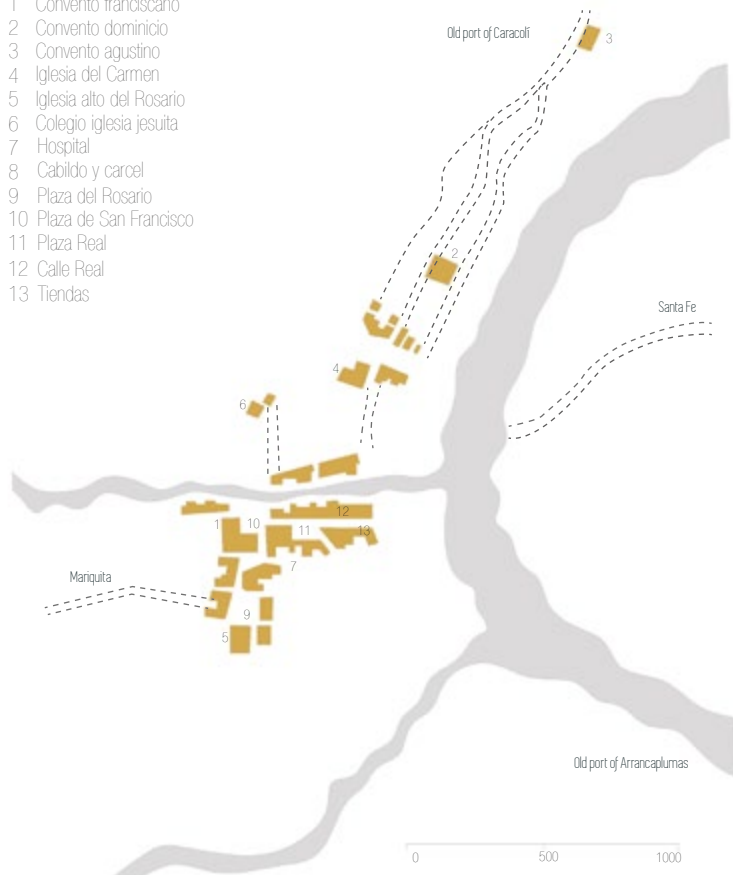 1 Convento franciscano
2 Convento dominicio
3 Convento agustino
4 Iglesia del Carmen
5 Iglesia alto del Rosario
6 Colegio iglesia jesuita
7 Hospital
8 Cabildo y carcel
9 Plaza del Rosario
10 Plaza de San Francisco
11 Plaza Real
12 Calle Real
13 Tiendas
Old port of Caracolí
3
2
Santa Fe
4
6
12
1
10
11
13
7
Mariquita
9
5
Old port of Arrancaplumas
0 500 1000